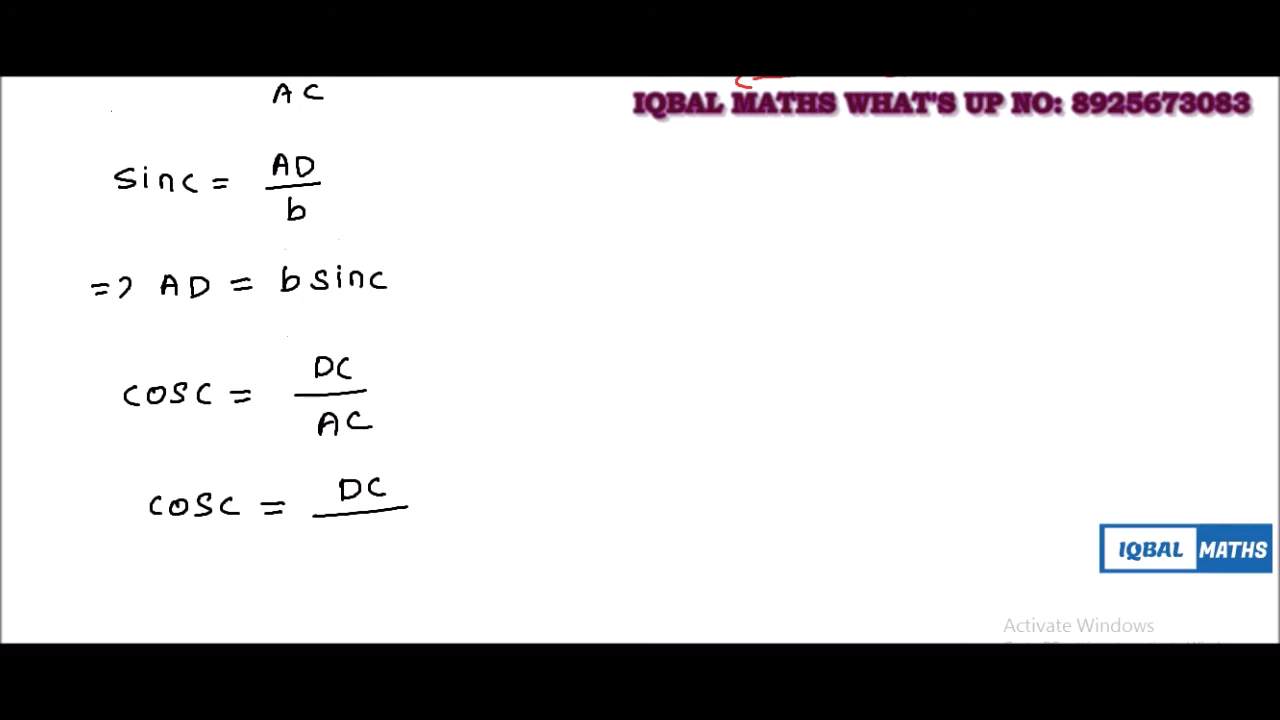 AC
IQBAL MATHS WHAT'S UP NO: 8925673083
sinc = AD
b
=> AD = b sinc
cosc = DC
AC
cosc = DC
IQBAL MATHS
Activate Windows